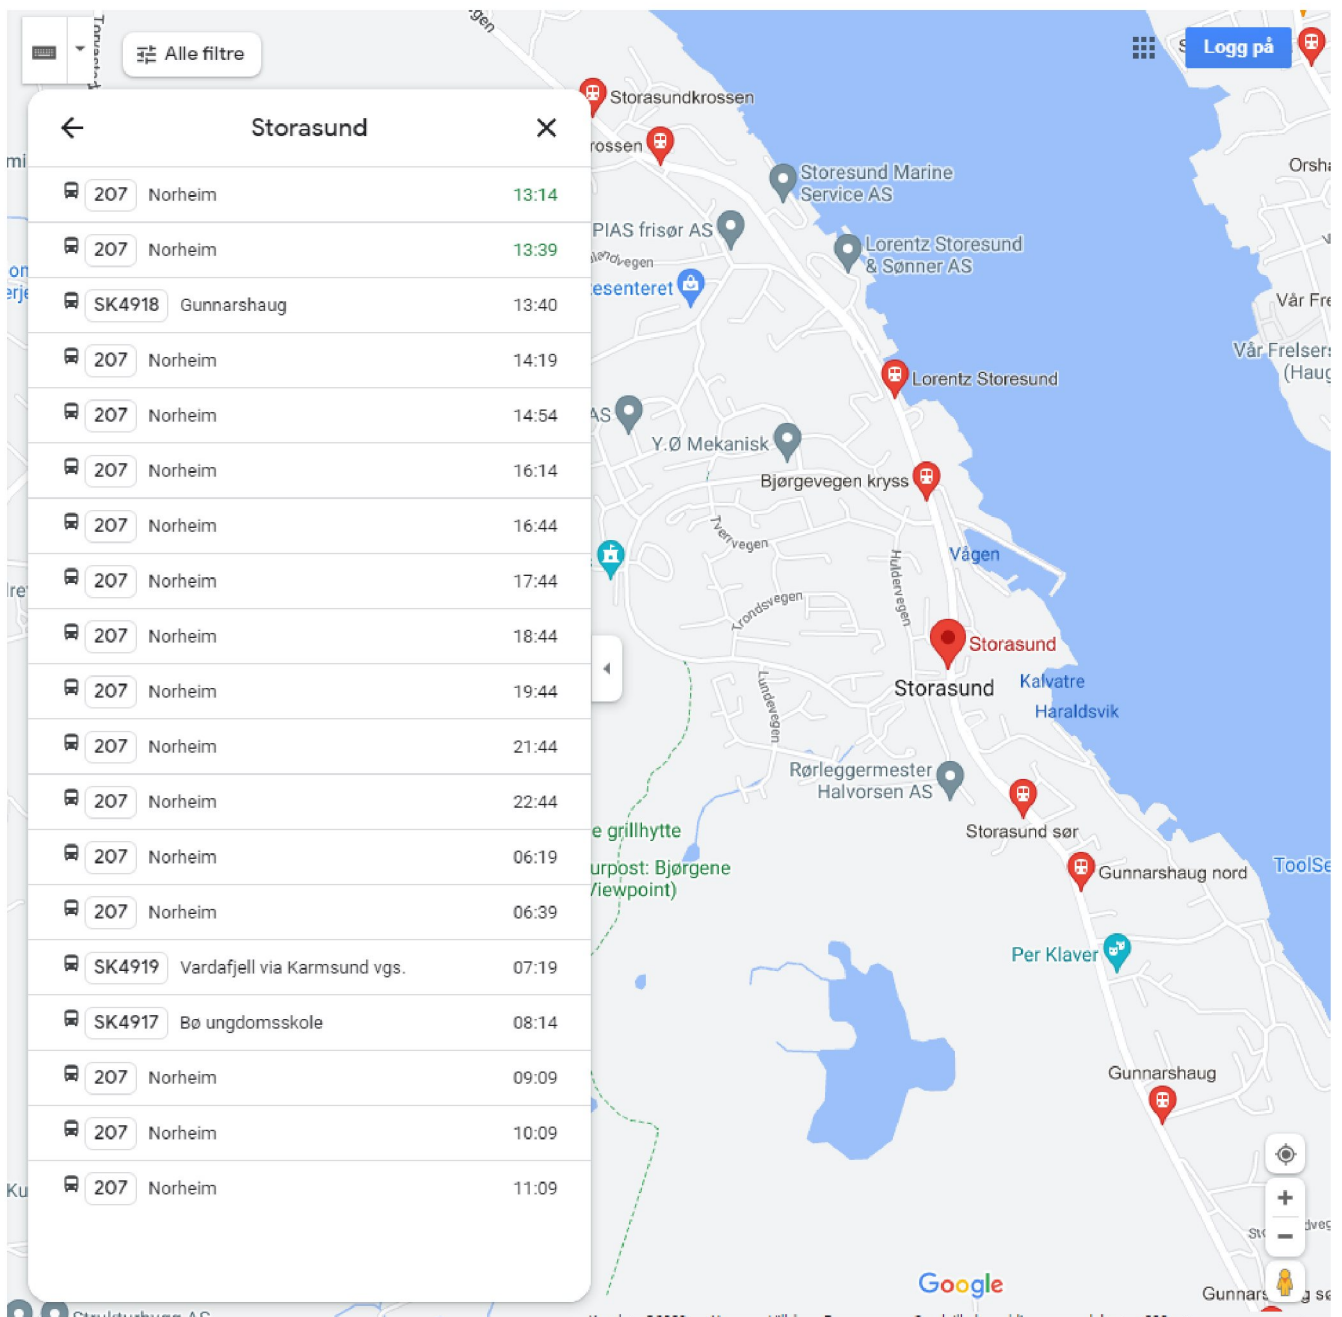 Alle filtre
Logg på
Storasund
207 Norheim 13:14
207 Norheim 13:39
SK4918 Gunnarshaug 13:40
207 Norheim 14:19
207 Norheim 14:54
207 Norheim 16:14
207 Norheim 16:44
207 Norheim 17:44
207 Norheim 18:44
207 Norheim 19:44
207 Norheim 21:44
207 Norheim 22:44
207 Norheim 06:19
207 Norheim 06:39
SK4919 Vardafjell via Karmsund vgs. 07:19
SK4917 Bø ungdomsskole 08:14
207 Norheim 09:09
207 Norheim 10:09
207 Norheim 11:09
Storasundkrossen
rossen
Storesund Marine
Service AS
Orsha
PIAS frisør AS
Lorentz Storesund
& Sønner AS
andvegen
esenteret
Vår Fre
Vår Frelsers
(Haug
Lorentz Storesund
AS
Y.Ø Mekanisk
Bjørgevegen kryss
Tverrvegen
Vågen
Huldervegen
Trondsvegen
Storasund
Storasund
Kalvatre
Haraldsvik
Lundevegen
Rørleggermester
Halvorsen AS
e grillhytte
Storasund sør
urpost: Bjørgene
Viewpoint)
Gunnarshaug nord
ToolSe
Per Klaver
Gunnarshaug
Google